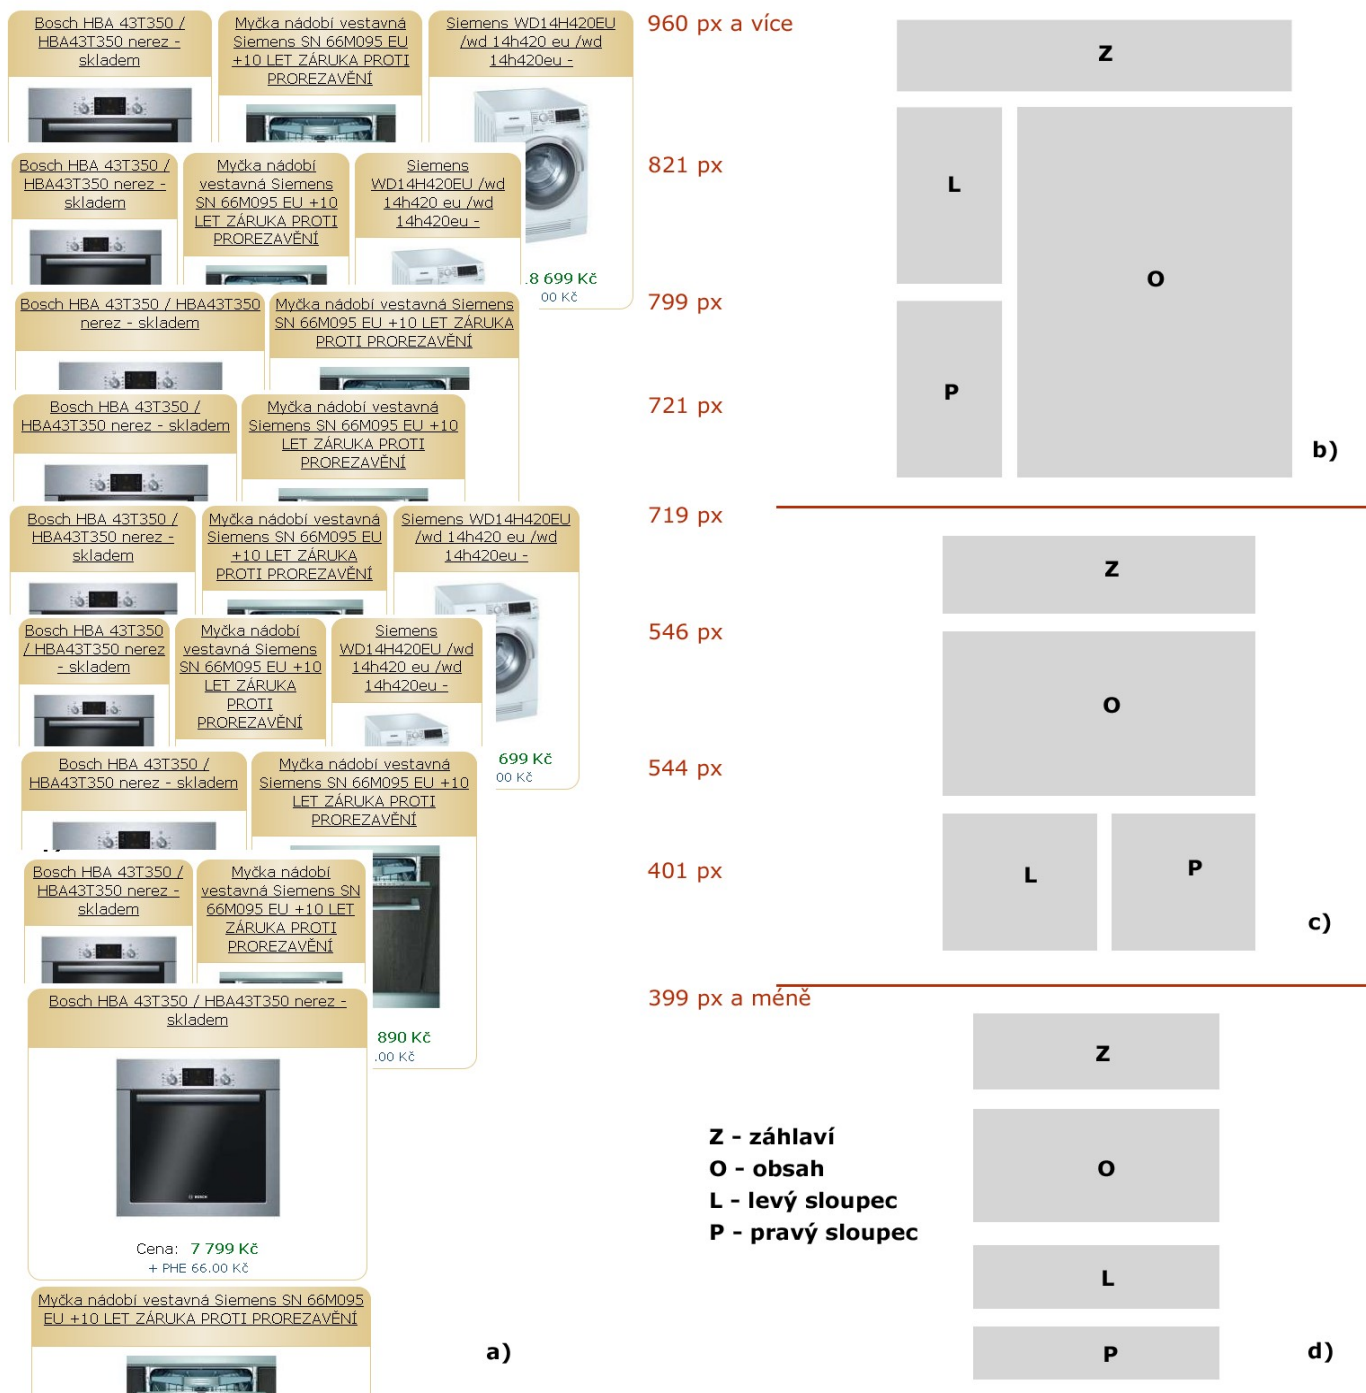 Bosch HBA 43T350 /
HBA43T350 nerez -
skladem
Myčka nádobí vestavná
Siemens SN 66M095 EU
+10 LET ZÁRUKA PROTI
PROREZAVĚNÍ
Siemens WD14H420EU
/wd 14h420 eu /wd
14h420eu -
960 px a více
Bosch HBA 43T350 /
HBA43T350 nerez -
skladem
Myčka nádobí
vestavná Siemens
SN 66M095 EU +10
LET ZÁRUKA PROTI
PROREZAVĚNÍ
Siemens
WD14H420EU /wd
14h420 eu /wd
14h420eu -
8 699 Kč
00 Kč
821 px
Bosch HBA 43T350 / HBA43T350
nerez - skladem
Myčka nádobí vestavná Siemens
SN 66M095 EU +10 LET ZÁRUKA
PROTI PROREZAVĚNÍ
799 px
Bosch HBA 43T350 /
HBA43T350 nerez - skladem
Myčka nádobí vestavná
Siemens SN 66M095 EU +10
LET ZÁRUKA PROTI
PROREZAVĚNÍ
721 px
Bosch HBA 43T350 /
HBA43T350 nerez -
skladem
Myčka nádobí vestavná
Siemens SN 66M095 EU
+10 LET ZÁRUKA
PROTI PROREZAVĚNÍ
Siemens WD14H420EU
/wd 14h420 eu /wd
14h420eu -
719 px
Bosch HBA 43T350
/ HBA43T350 nerez
- skladem
Myčka nádobí
vestavná Siemens
SN 66M095 EU +10
LET ZÁRUKA
PROTI
PROREZAVĚNÍ
Siemens
WD14H420EU /wd
14h420 eu /wd
14h420eu -
699 Kč
00 Kč
546 px
Bosch HBA 43T350 /
HBA43T350 nerez - skladem
Myčka nádobí vestavná
Siemens SN 66M095 EU +10
LET ZÁRUKA PROTI
PROREZAVĚNÍ
544 px
Bosch HBA 43T350 /
HBA43T350 nerez -
skladem
Myčka nádobí
vestavná Siemens SN
66M095 EU +10 LET
ZÁRUKA PROTI
PROREZAVĚNÍ
890 Kč
.00 Kč
401 px
Bosch HBA 43T350 / HBA43T350 nerez -
skladem
BOSCH
Cena: 7 799 Kč
+ PHE 66.00 Kč
399 px a méně
Myčka nádobí vestavná Siemens SN 66M095
EU +10 LET ZÁRUKA PROTI PROREZAVĚNÍ
a)
Z
L
O
P
b)
Z
O
L
P
c)
Z
O
L
P
d)
Z - záhlaví
O - obsah
L - levý sloupec
P - pravý sloupec